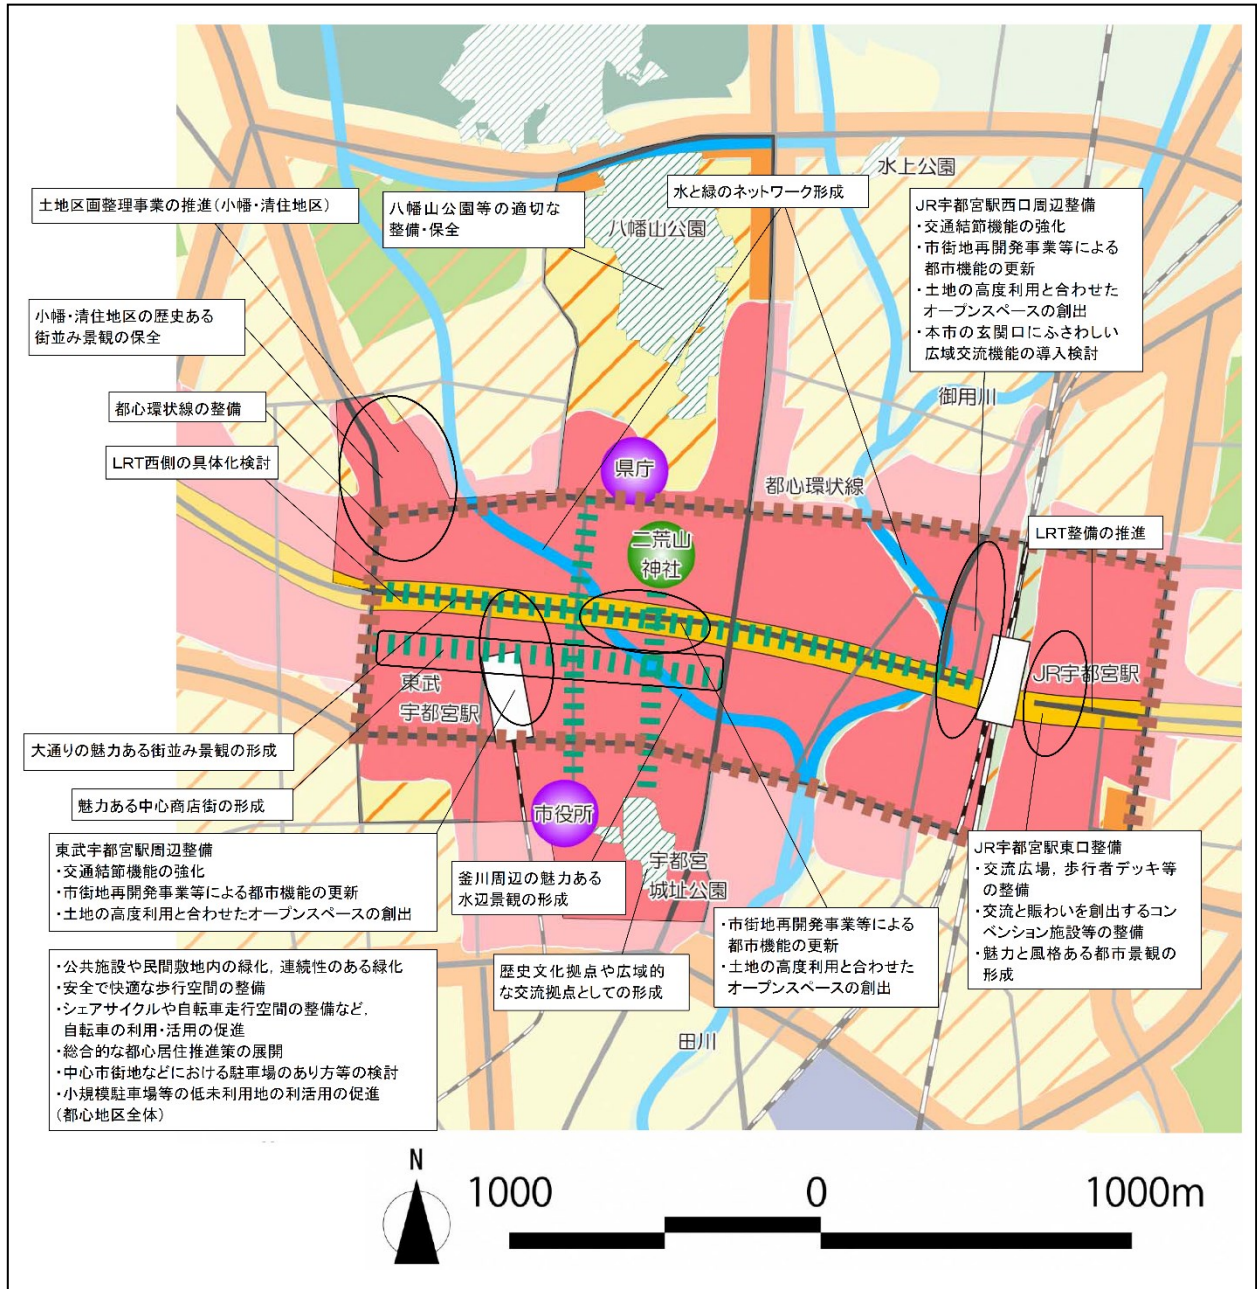 水上公園
水と緑のネットワーク形成
土地区画整理事業の推進(小幡・清住地区)
八幡山公園等の適切な
整備・保全
八幡山公園
JR宇都宮駅西口周辺整備
・交通結節機能の強化
・市街地再開発事業等による
都市機能の更新
・土地の高度利用と合わせた
オープンスペースの創出
・本市の玄関口にふさわしい
広域交流機能の導入検討
小幡・清住地区の歴史ある
街並み景観の保全
御用川
都心環状線の整備
LRT西側の具体化検討
県庁
都心環状線
LRT整備の推進
二荒山
神社
東武
宇都宮駅
JR宇都宮駅
大通りの魅力ある街並み景観の形成
魅力ある中心商店街の形成
市役所
東武宇都宮駅周辺整備
・交通結節機能の強化
・市街地再開発事業等による都市機能の更新
・土地の高度利用と合わせたオープンスペースの創出
釜川周辺の魅力ある
水辺景観の形成
宇都宮
城址公園
JR宇都宮駅東口整備
・交流広場，歩行者デッキ等
の整備
・交流と賑わいを創出するコン
ベンション施設等の整備
・魅力と風格ある都市景観の
形成
・市街地再開発事業等による
都市機能の更新
・土地の高度利用と合わせた
オープンスペースの創出
歴史文化拠点や広域的
な交流拠点としての形成
・公共施設や民間敷地内の緑化，連続性のある緑化
・安全で快適な歩行空間の整備
・シェアサイクルや自転車走行空間の整備など，
自転車の利用・活用の促進
・総合的な都心居住推進策の展開
・中心市街地などにおける駐車場のあり方等の検討
・小規模駐車場等の低未利用地の利活用の促進
(都心地区全体)
田川
N
1000 0 1000m